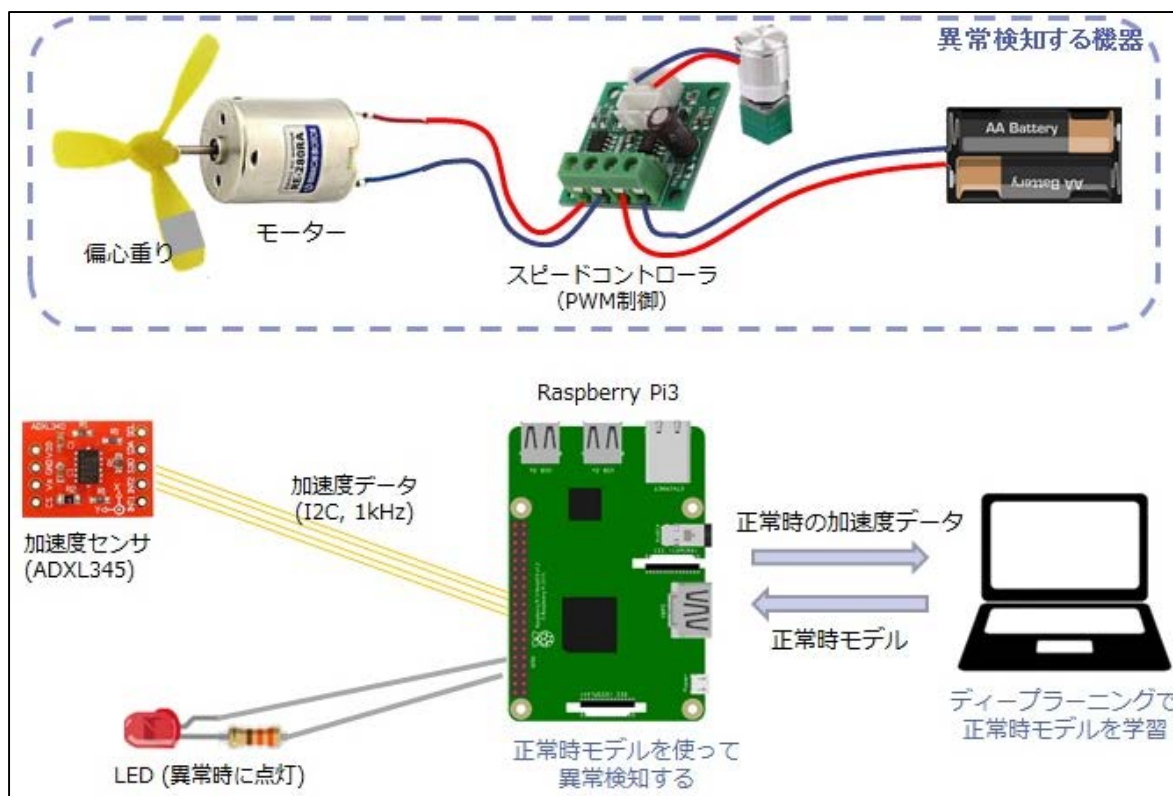 異常検知する機器
RE-280RA
AA Battery
AA Battery
モーター
偏心重り
スピードコントローラ
(PWM制御)
Raspberry Pi3
ADXL345
加速度データ
(I2C, 1kHz)
加速度センサ
(ADXL345)
正常時の加速度データ
正常時モデル
ディープラーニングで
正常時モデルを学習
正常時モデルを使って
異常検知する
LED (異常時に点灯)